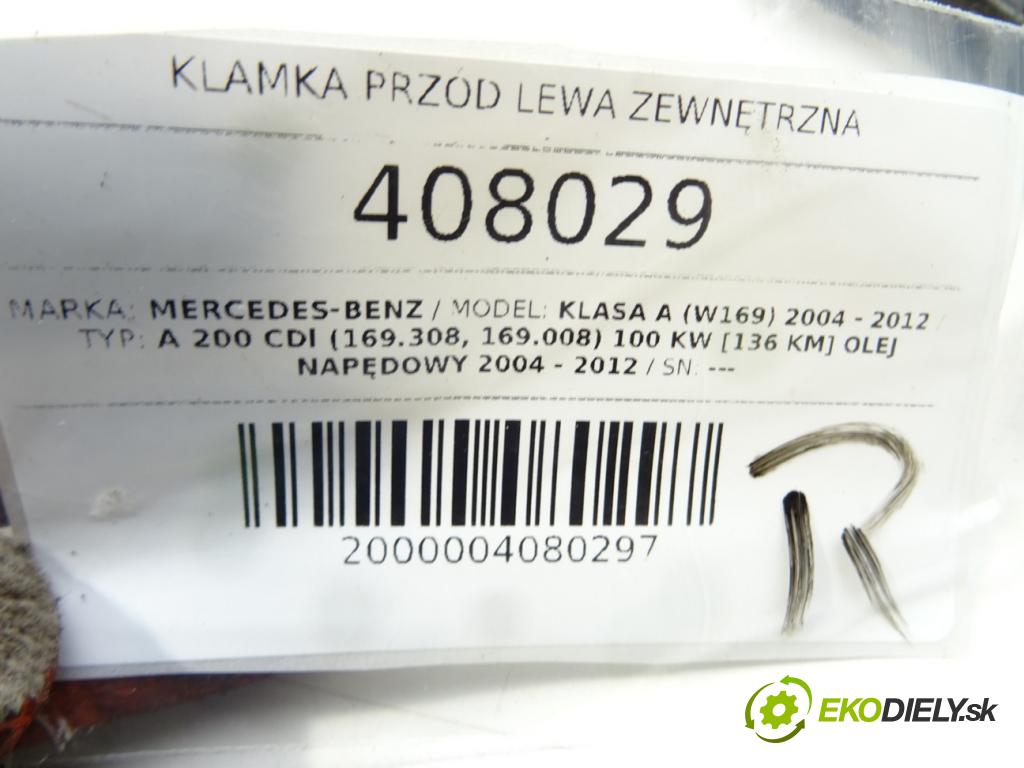 KLAMKA PRZÓD LEWA ZEWNĘTRZNA
408029
MARKA: MERCEDES-BENZ / MODEL: KLASA A (W169) 2004 - 2012 /
TYP: A 200 CDI (169.308, 169.008) 100 KW [136 KM] OLEJ
NAPĘDOWY 2004 - 2012 / SN: ---
2000004080297
R
EKODIELY.sk